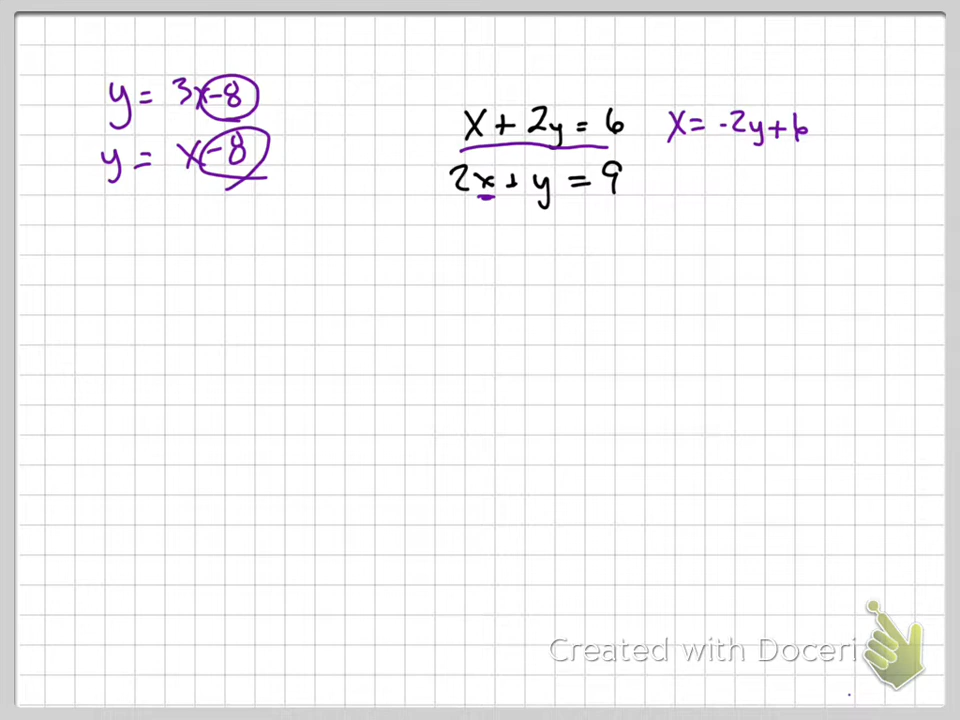 y = 3x-8
y = x-8
x + 2y = 6
x = -2y+6
2x + y = 9
Created with Doceri